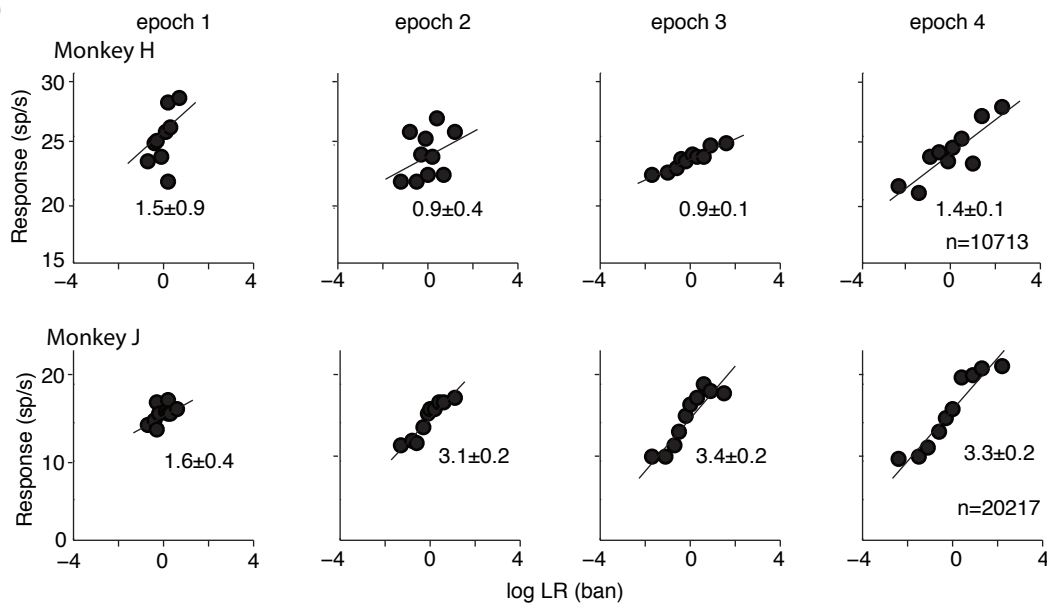 epoch 1 epoch 2 epoch 3 epoch 4
Monkey H
Response (sp/s)
30
25
20
15
1.5±0.9 0.9±0.4 0.9±0.1 1.4±0.1
n=10713
−4 0 4 −4 0 4 −4 0 4 −4 0 4
Monkey J
Response (sp/s)
20
10
0
1.6±0.4 3.1±0.2 3.4±0.2 3.3±0.2
n=20217
−4 0 4 −4 0 4 −4 0 4 −4 0 4
log LR (ban)